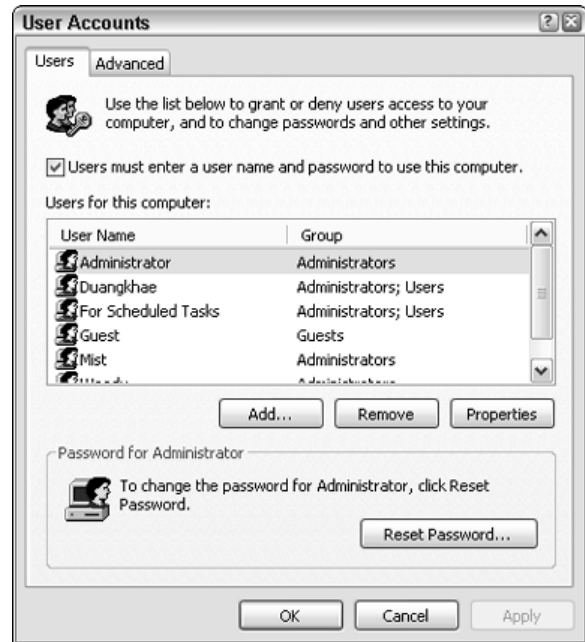 User Accounts
Users Advanced
Use the list below to grant or deny users access to your
computer, and to change passwords and other settings.
Users must enter a user name and password to use this computer.
Users for this computer:
User Name Group
Administrator Administrators
Duangkhae Administrators; Users
For Scheduled Tasks Administrators; Users
Guest Guests
Mist Administrators
Add... Remove Properties
Password for Administrator
To change the password for Administrator, click Reset
Password.
Reset Password...
OK Cancel Apply